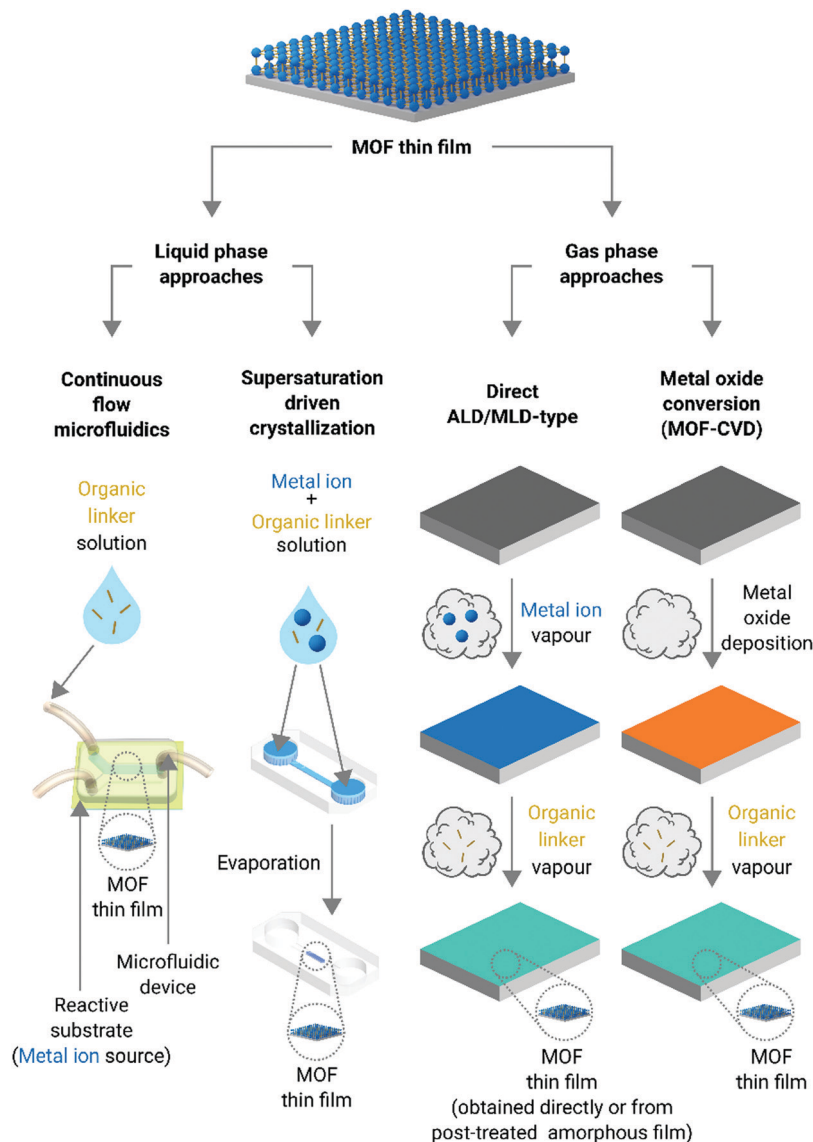 MOF thin film
Liquid phase
approaches
Gas phase
approaches
Continuous
flow
microfluidics
Supersaturation
driven
crystallization
Direct
ALD/MLD-type
Metal oxide
conversion
(MOF-CVD)
Organic
linker
solution
Metal ion
+
Organic linker
solution
Metal ion
vapour
Metal
oxide
deposition
Organic
linker
vapour
Organic
linker
vapour
Evaporation
MOF
thin film
Microfluidic
device
Reactive
substrate
(Metal ion source)
MOF
thin film
MOF
thin film
(obtained directly or from
post-treated amorphous film)
MOF
thin film